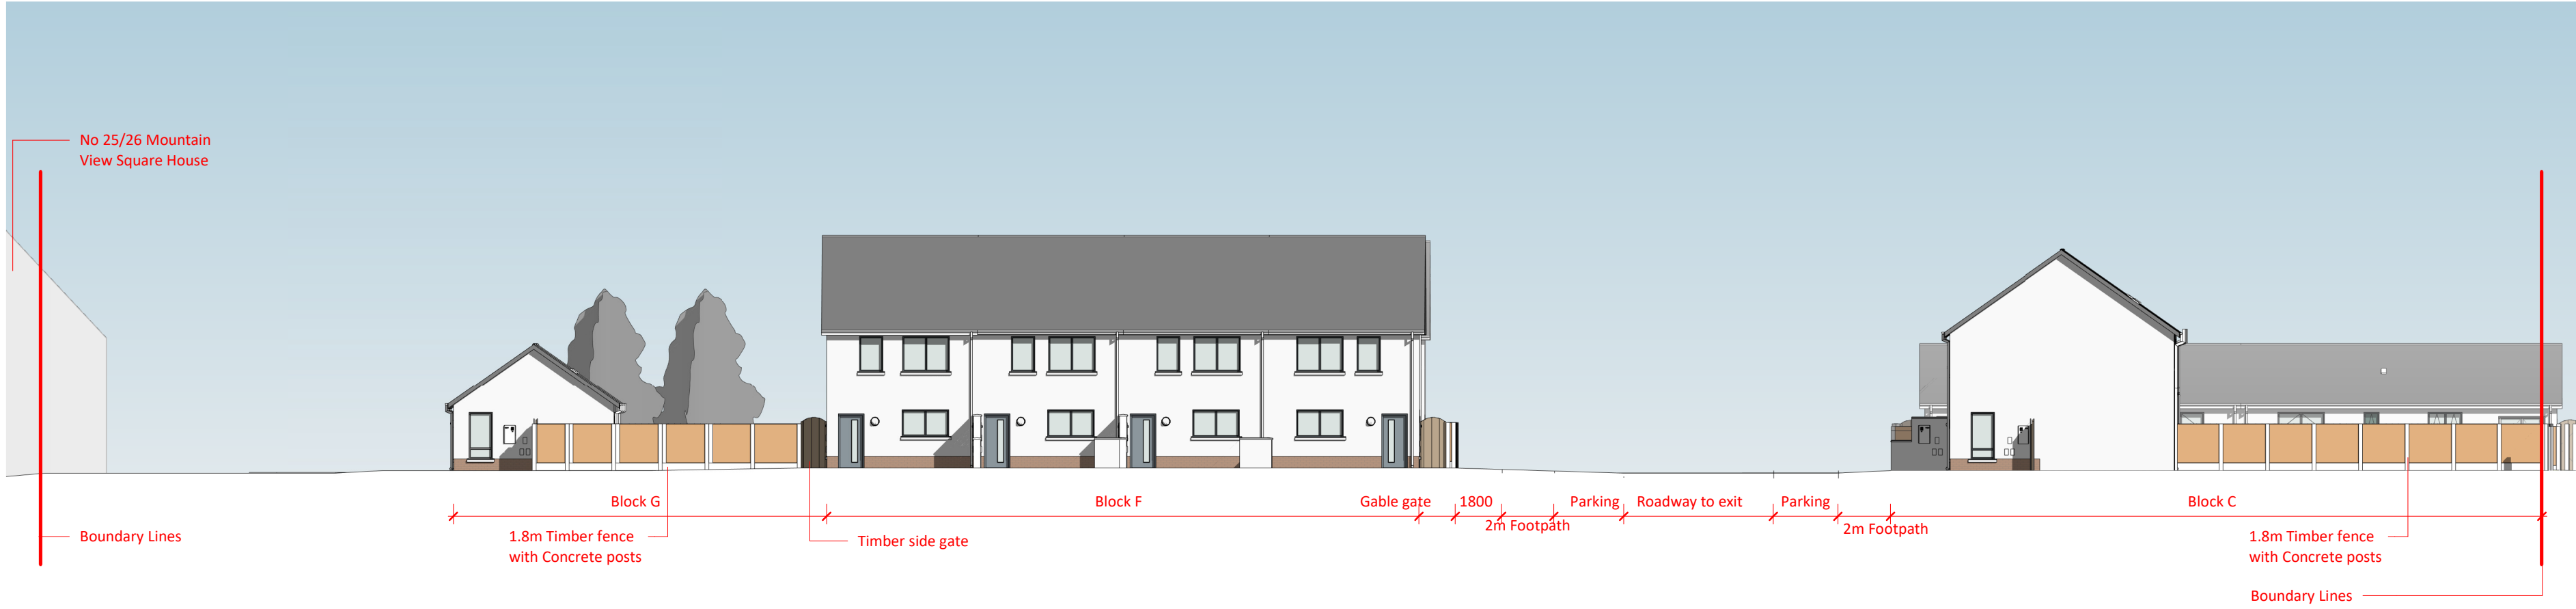 No 25/26 Mountain
View Square House
Block G
Block F
Gable gate
1800
Parking
Roadway to exit
Parking
Block C
2m Footpath
2m Footpath
Boundary Lines
1.8m Timber fence
with Concrete posts
Timber side gate
1.8m Timber fence
with Concrete posts
Boundary Lines